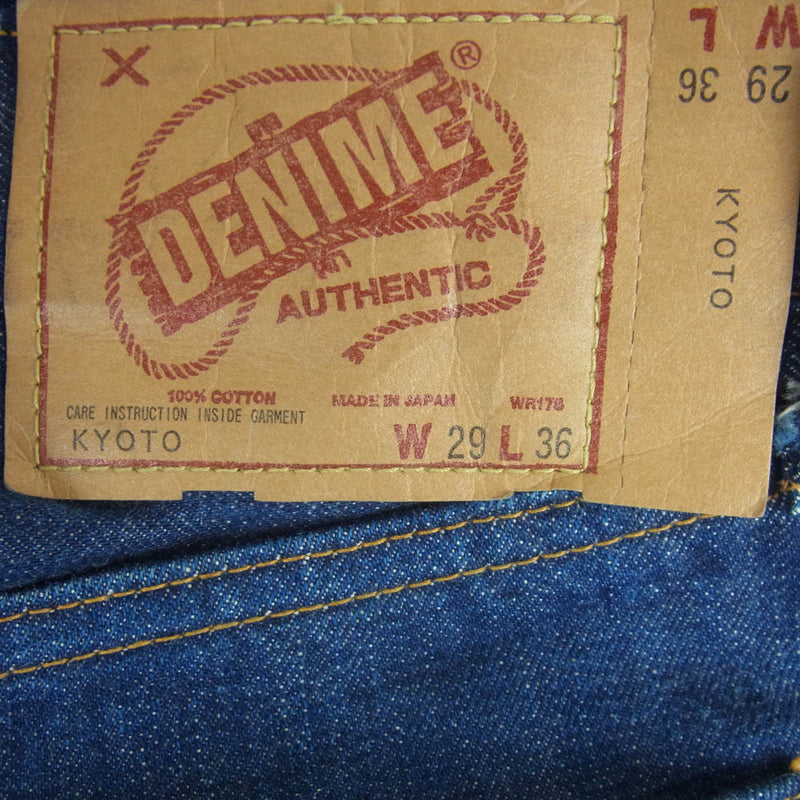 X
DENIME®
AUTHENTIC
100% COTTON MADE IN JAPAN WR178
CARE INSTRUCTION INSIDE GARMENT
KYOTO W 29 L 36
W 29
L 36
KYOTO